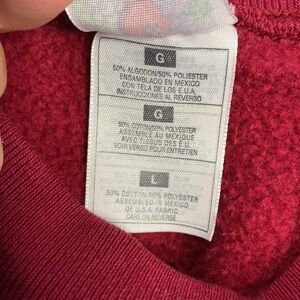 G
50% ALGODON/50% POLIESTER
ENSAMBLADO EN MEXICO
CON TELA DE LOS E.U.A.
INSTRUCCIONES AL REVERSO
G
50% COTON/50% POLYESTER
ASSEMBLÉ AU MEXIQUE
AVEC TISSUS DES É.U.
VOIR VERSO POUR ENTRETIEN
L
50% COTTON/50% POLYESTER
ASSEMBLED IN MEXICO
OF U.S.A. FABRIC
CARE ON REVERSE